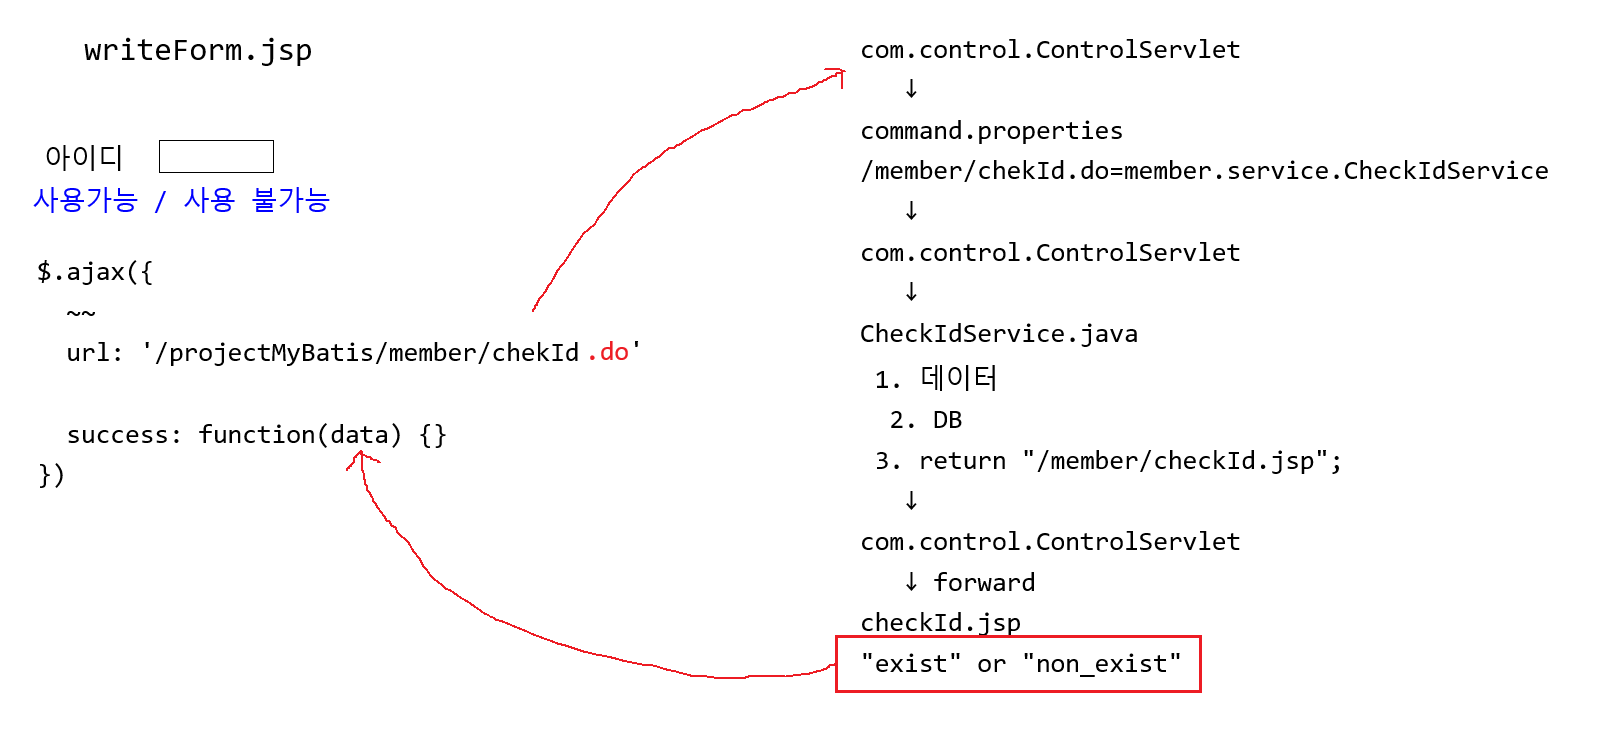 writeForm.jsp
아이디
사용가능 / 사용 불가능
$.ajax({
~~
url: '/projectMyBatis/member/chekId.do'
success: function(data) {}
})
com.control.ControlServlet
↓
command.properties
/member/chekId.do=member.service.CheckIdService
↓
com.control.ControlServlet
↓
CheckIdService.java
1. 데이터
2. DB
3. return "/member/checkId.jsp";
↓
com.control.ControlServlet
↓ forward
checkId.jsp
"exist" or "non_exist"